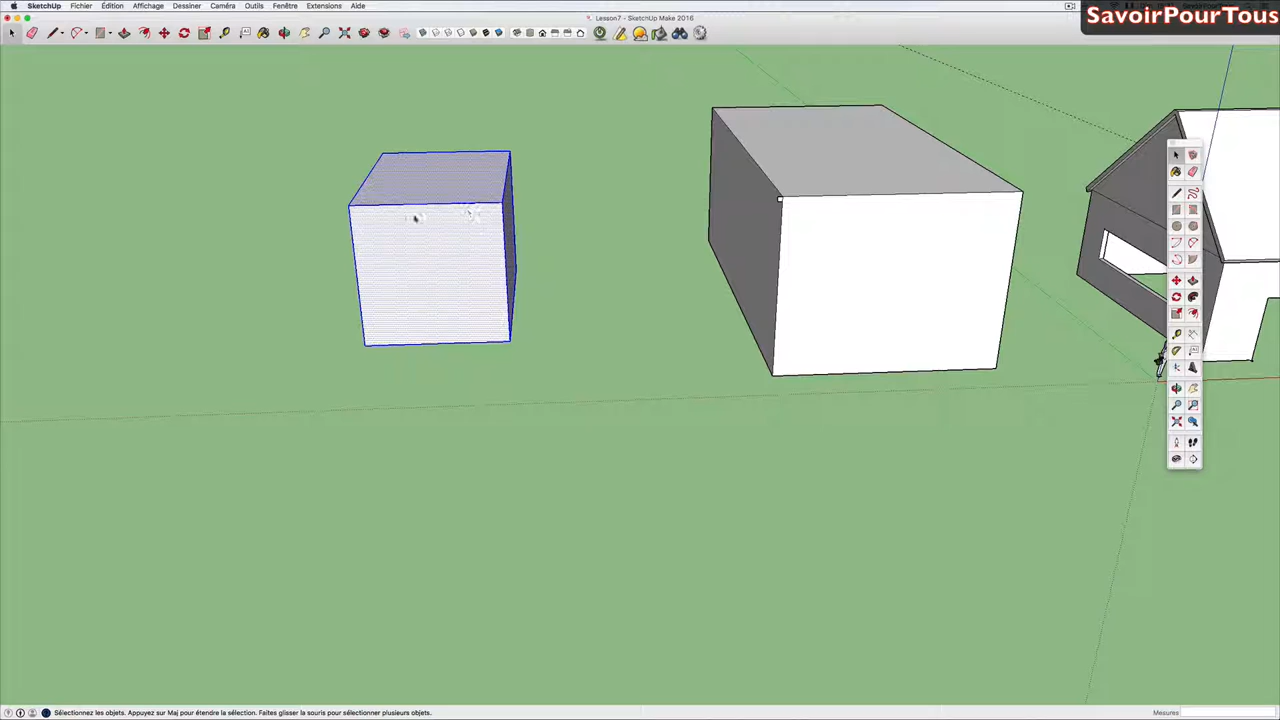 SketchUp Fichier Édition Affichage Dessiner Caméra Outils Fenêtre Extensions Aide
SavoirPourTous
Lesson7 - SketchUp Make 2016
Sélectionnez les objets. Appuyez sur Maj pour étendre la sélection. Faites glisser la souris pour sélectionner plusieurs objets.
Mesures